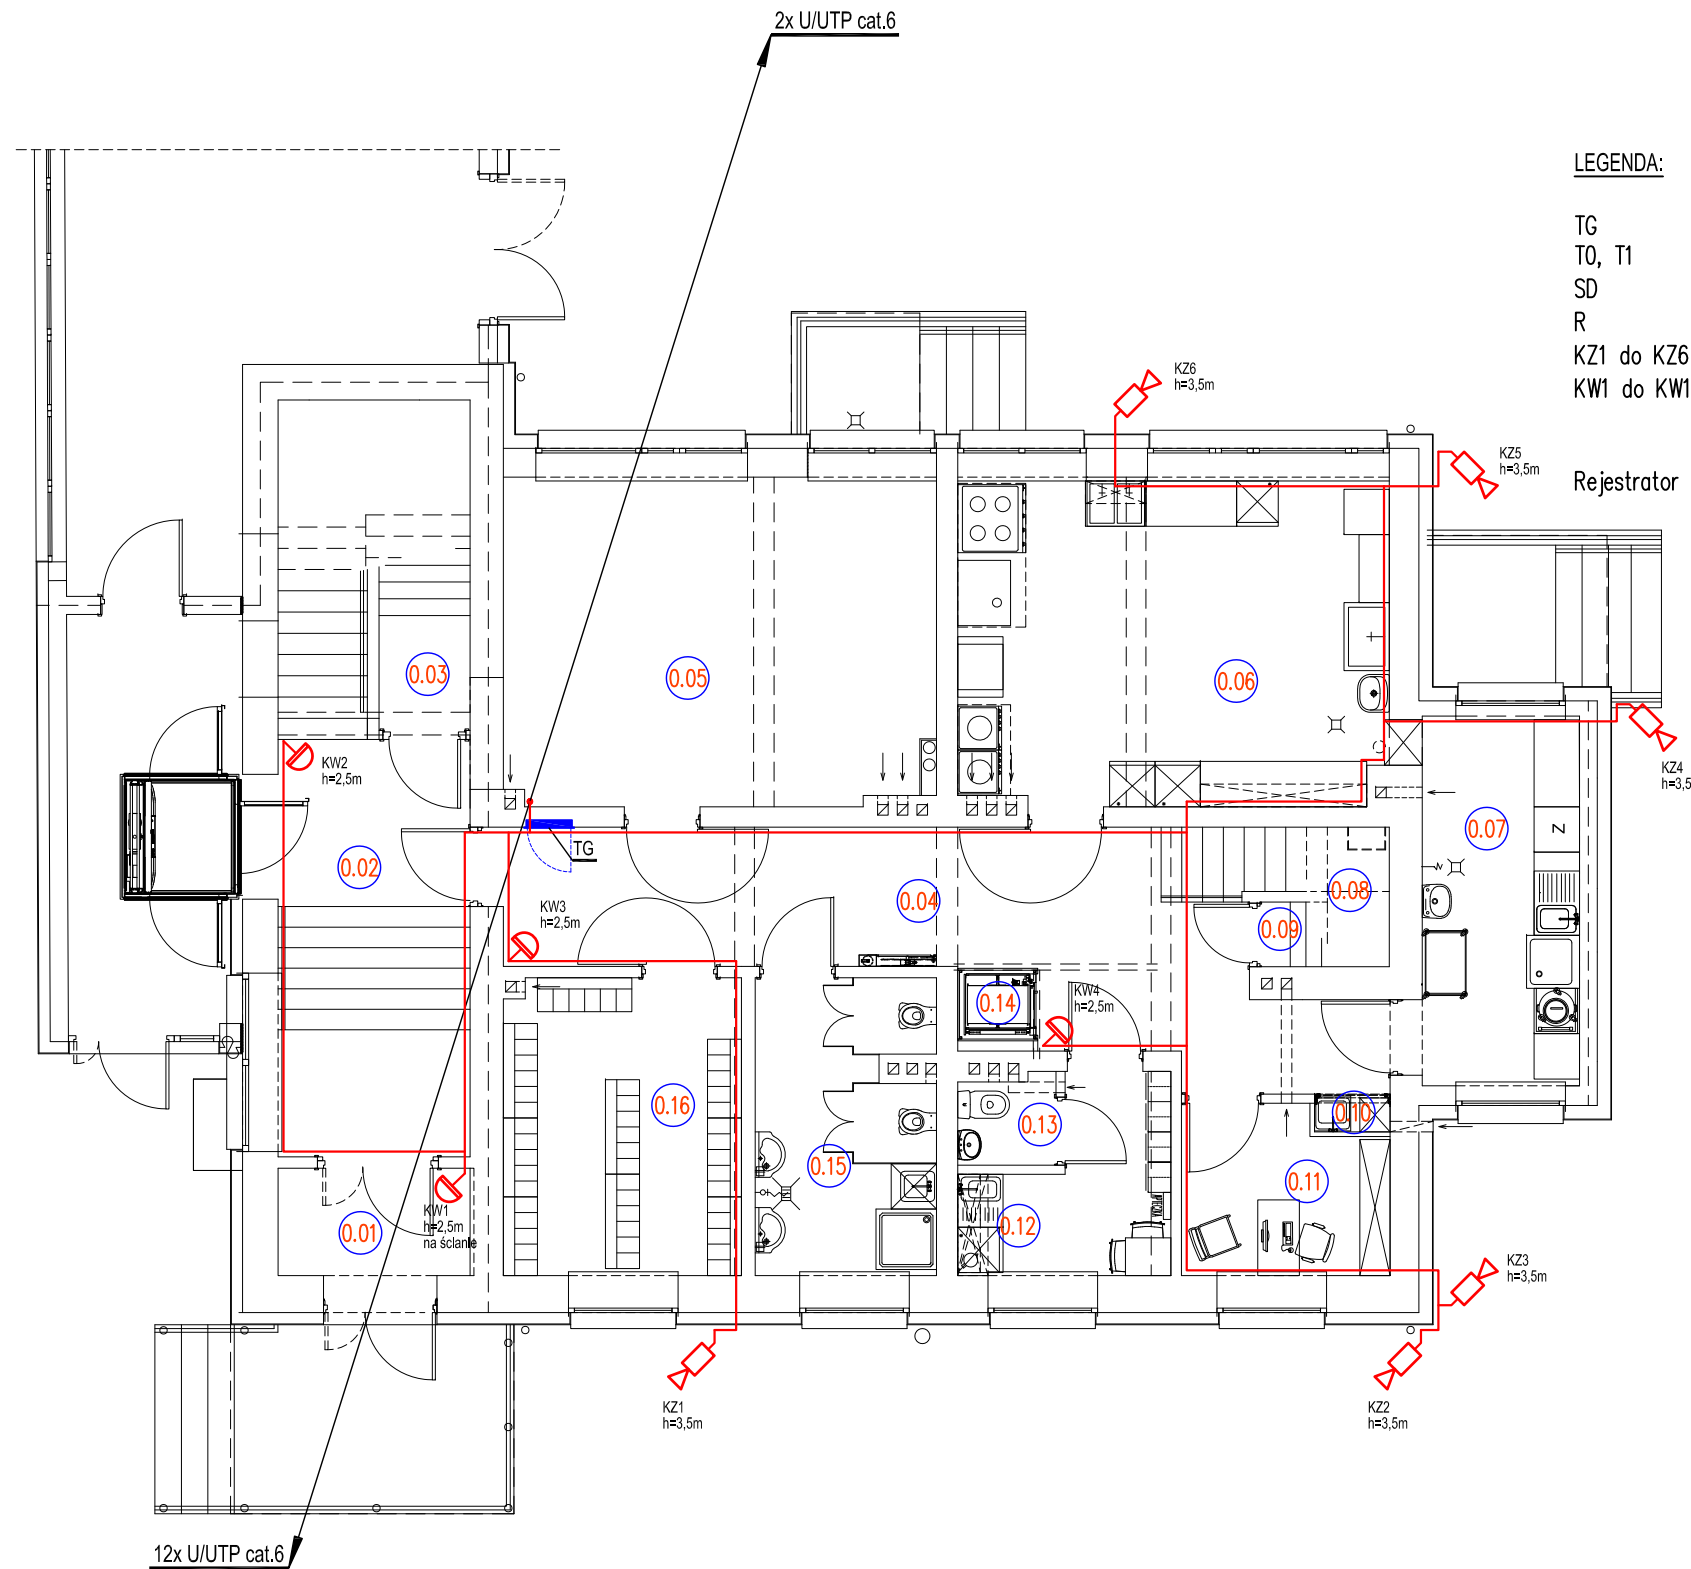 2x U/UTP cat.6
LEGENDA:
TG
T0, T1
SD
R
KZ1 do KZ6
KW1 do KW1
Rejestrator
KZ6
h=3,5m
KZ5
h=3,5m
0.03
0.05
0.06
KZ4
h=3,5
KW2
h=2,5m
0.07
Z
TG
0.02
0.08
0.04
KW3
h=2,5m
0.09
0.14
KW4
h=2,5m
0.16
0.13
0.10
0.15
0.11
KW1
h=2,5m
na ścianie
0.01
0.12
KZ3
h=3,5m
KZ1
h=3,5m
KZ2
h=3,5m
12x U/UTP cat.6